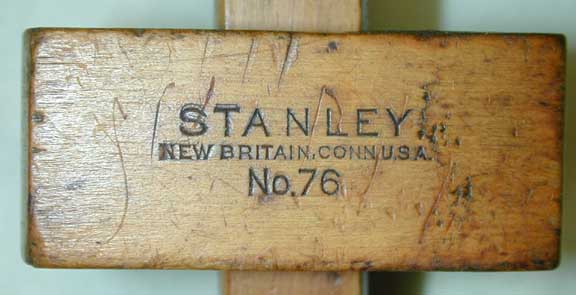 STANLEY
NEW BRITAIN, CONN. U.S.A.
No. 76